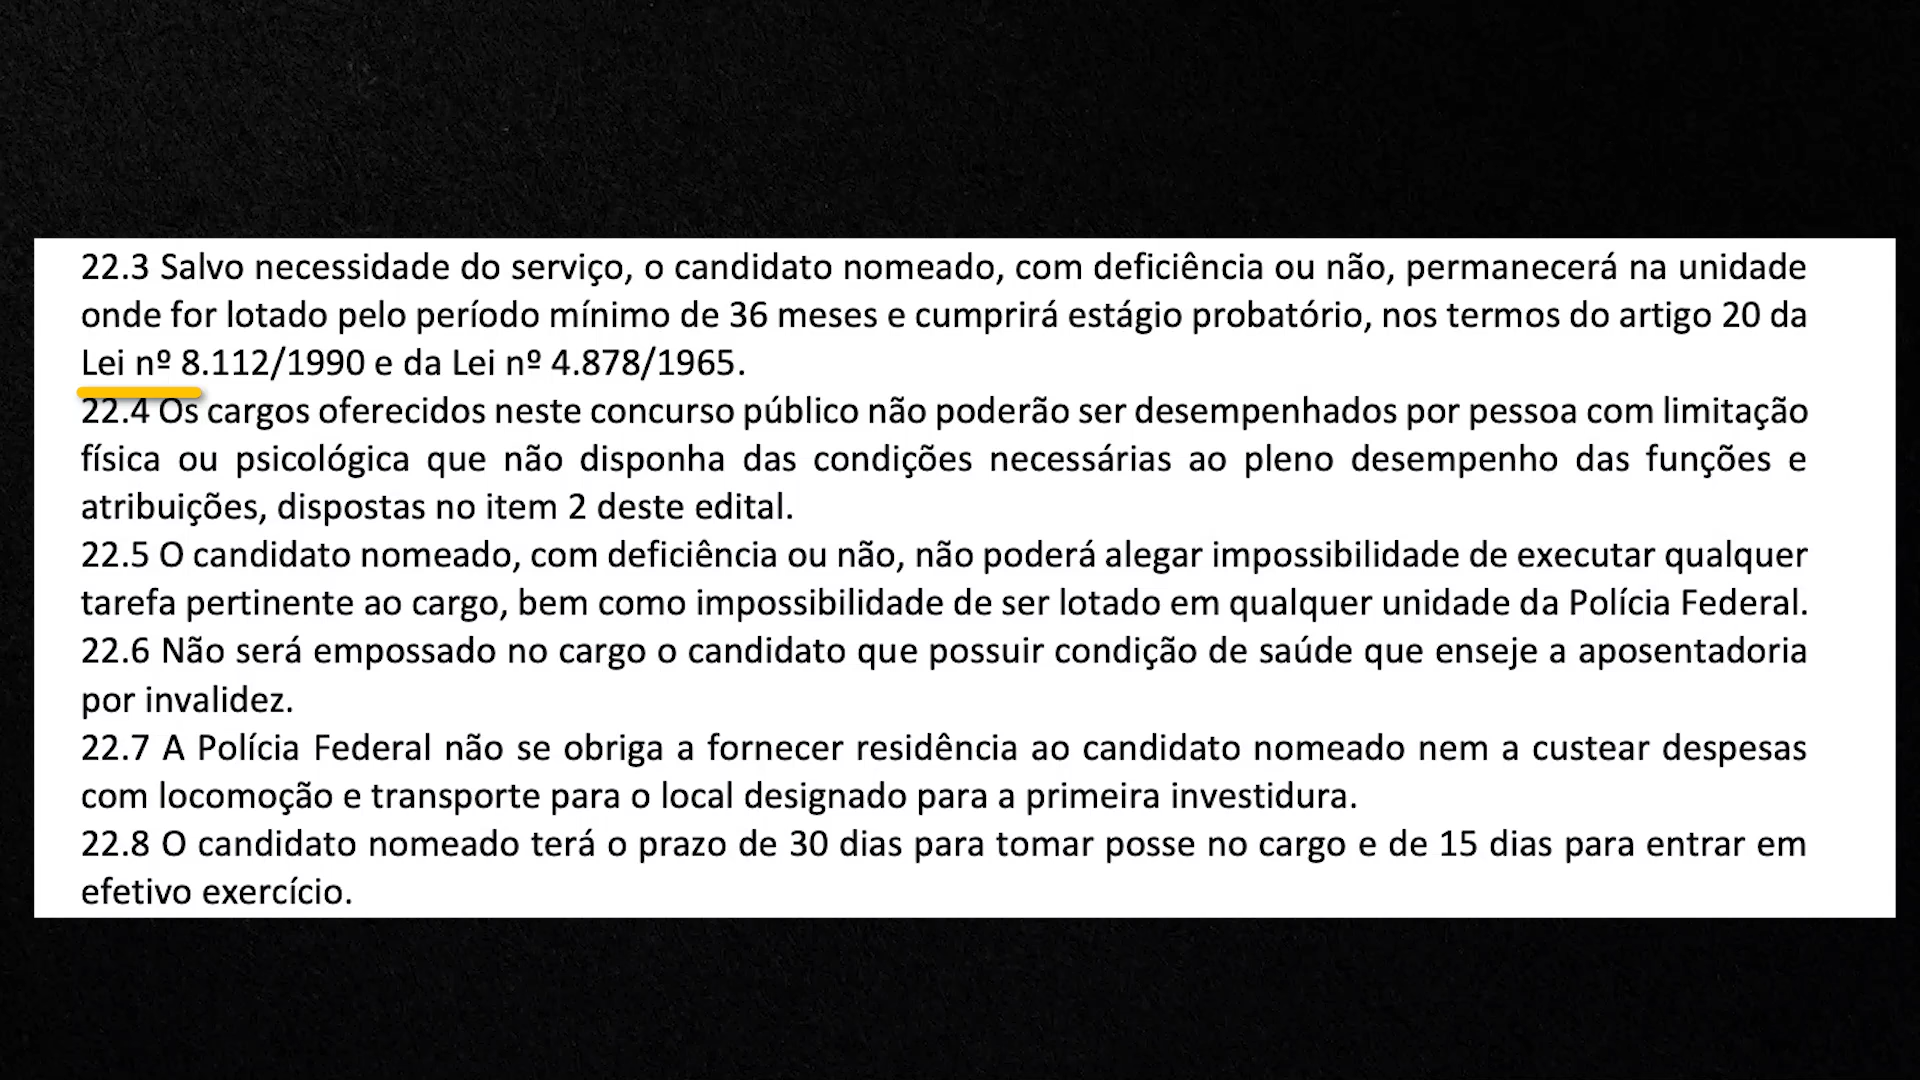 22.3 Salvo necessidade do serviço, o candidato nomeado, com deficiência ou não, permanecerá na unidade
onde for lotado pelo período mínimo de 36 meses e cumprirá estágio probatório, nos termos do artigo 20 da
Lei nº 8.112/1990 e da Lei nº 4.878/1965.
22.4 Os cargos oferecidos neste concurso público não poderão ser desempenhados por pessoa com limitação
física ou psicológica que não disponha das condições necessárias ao pleno desempenho das funções e
atribuições, dispostas no item 2 deste edital.
22.5 O candidato nomeado, com deficiência ou não, não poderá alegar impossibilidade de executar qualquer
tarefa pertinente ao cargo, bem como impossibilidade de ser lotado em qualquer unidade da Polícia Federal.
22.6 Não será empossado no cargo o candidato que possuir condição de saúde que enseje a aposentadoria
por invalidez.
22.7 A Polícia Federal não se obriga a fornecer residência ao candidato nomeado nem a custear despesas
com locomoção e transporte para o local designado para a primeira investidura.
22.8 O candidato nomeado terá o prazo de 30 dias para tomar posse no cargo e de 15 dias para entrar em
efetivo exercício.